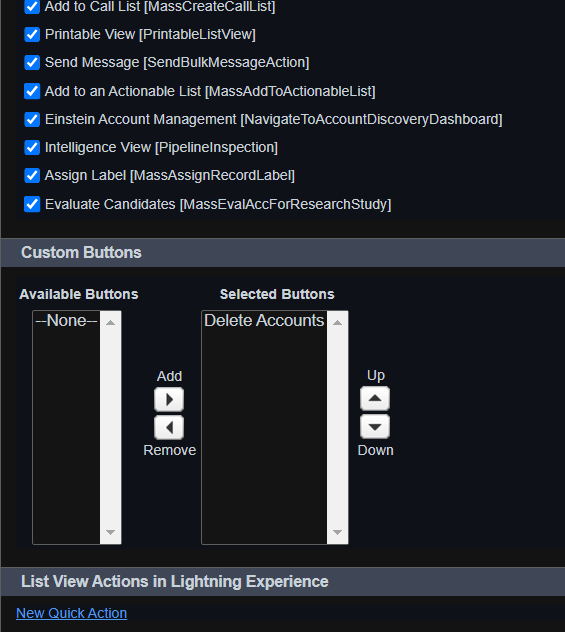 Add to Call List [MassCreateCallList]
Printable View [PrintableListView]
Send Message [SendBulkMessageAction]
Add to an Actionable List [MassAddToActionableList]
Einstein Account Management [NavigateToAccountDiscoveryDashboard]
Intelligence View [PipelineInspection]
Assign Label [MassAssignRecordLabel]
Evaluate Candidates [MassEvalAccForResearchStudy]
Custom Buttons
Available Buttons
Selected Buttons
--None--
Delete Accounts
Add
Remove
Up
Down
List View Actions in Lightning Experience
New Quick Action